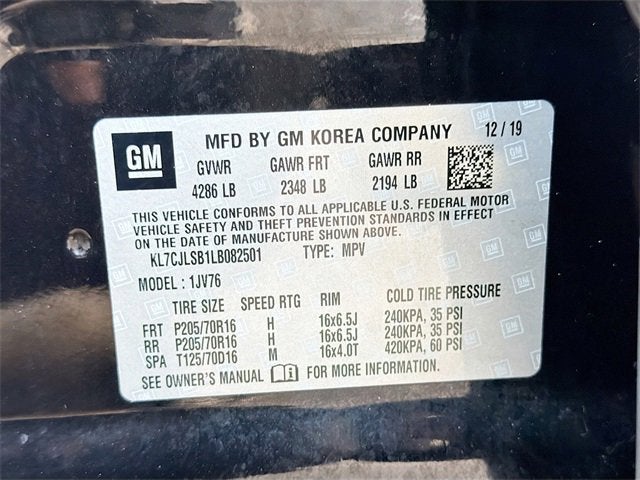 GM MFD BY GM KOREA COMPANY 12 / 19
GVWR GAWR FRT GAWR RR
4286 LB 2348 LB 2194 LB
THIS VEHICLE CONFORMS TO ALL APPLICABLE U.S. FEDERAL MOTOR
VEHICLE SAFETY AND THEFT PREVENTION STANDARDS IN EFFECT
ON THE DATE OF MANUFACTURE SHOWN ABOVE.
KL7CJLSB1LB082501 TYPE: MPV
MODEL : 1JV76
TIRE SIZE SPEED RTG RIM COLD TIRE PRESSURE
FRT P205/70R16 H 16x6.5J 240KPA, 35 PSI
RR P205/70R16 H 16x6.5J 240KPA, 35 PSI
SPA T125/70D16 M 16x4.0T 420KPA, 60 PSI
SEE OWNER'S MANUAL FOR MORE INFORMATION.